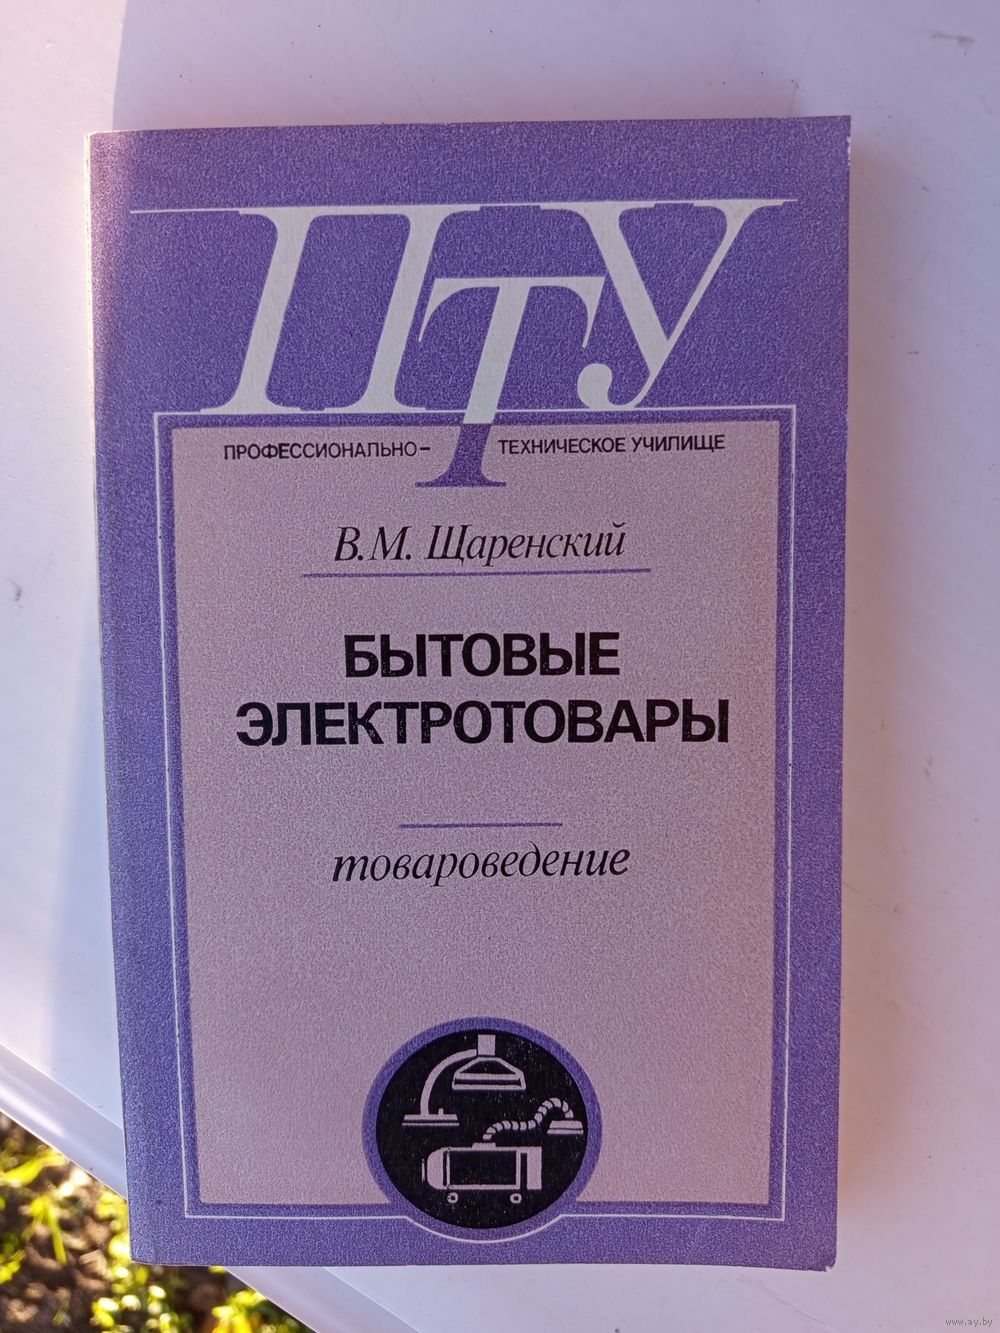 ПТУ
ПРОФЕССИОНАЛЬНО-ТЕХНИЧЕСКОЕ УЧИЛИЩЕ
В.М. Щаренский
БЫТОВЫЕ
ЭЛЕКТРОТОВАРЫ
товароведение
www.ay.by